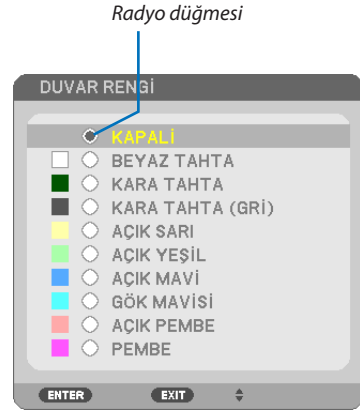 Radyo düğmesi
DUVAR RENGİ
KAPALI
BEYAZ TAHTA
KARA TAHTA
KARA TAHTA (GRİ)
AÇIK SARI
AÇIK YEŞİL
AÇIK MAVİ
GÖK MAVİSİ
AÇIK PEMBE
PEMBE
ENTER EXIT